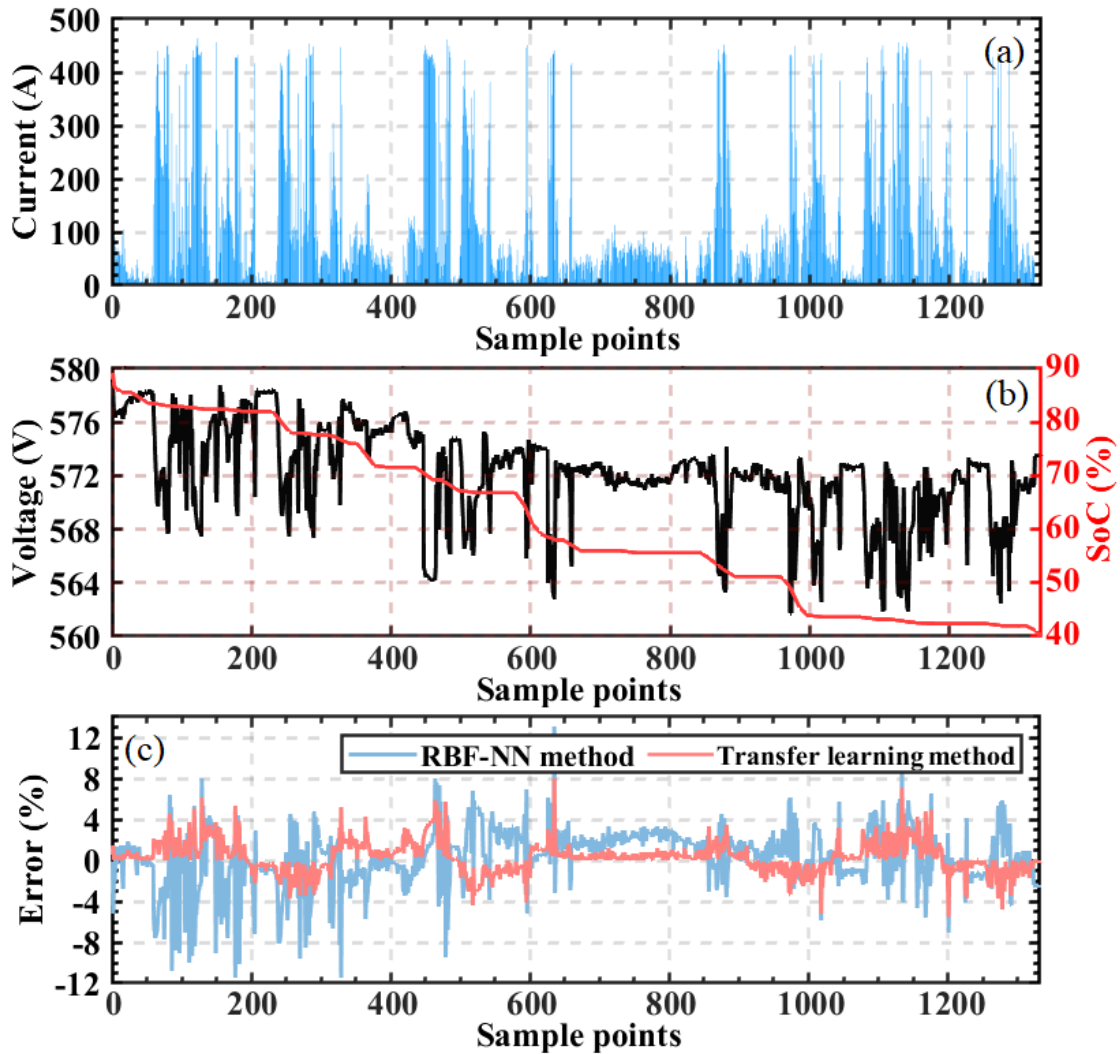 500
400
300
200
100
0
Current (A)
(a)
0 200 400 600 800 1000 1200
Sample points
580
576
572
568
564
560
Voltage (V)
(b)
90
80
70
60
50
40
SoC (%)
0 200 400 600 800 1000 1200
Sample points
12
8
4
0
-4
-8
-12
Error (%)
(c)
RBF-NN method Transfer learning method
0 200 400 600 800 1000 1200
Sample points